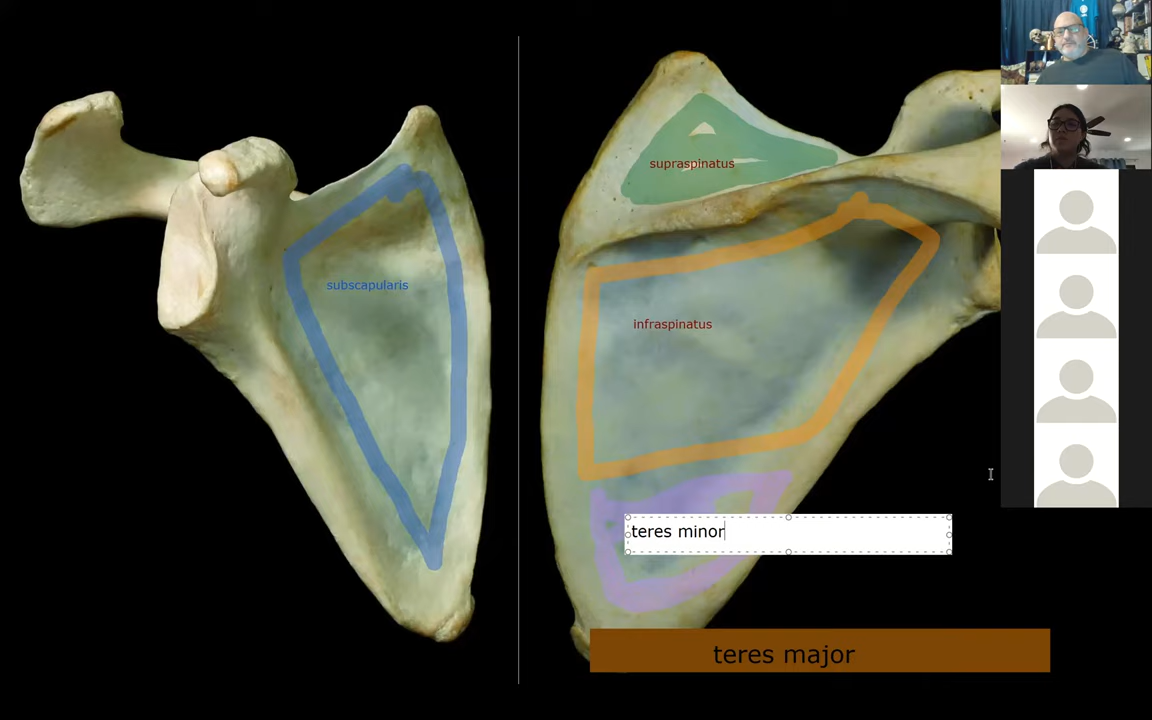 supraspinatus
subscapularis
infraspinatus
teres minor
teres major